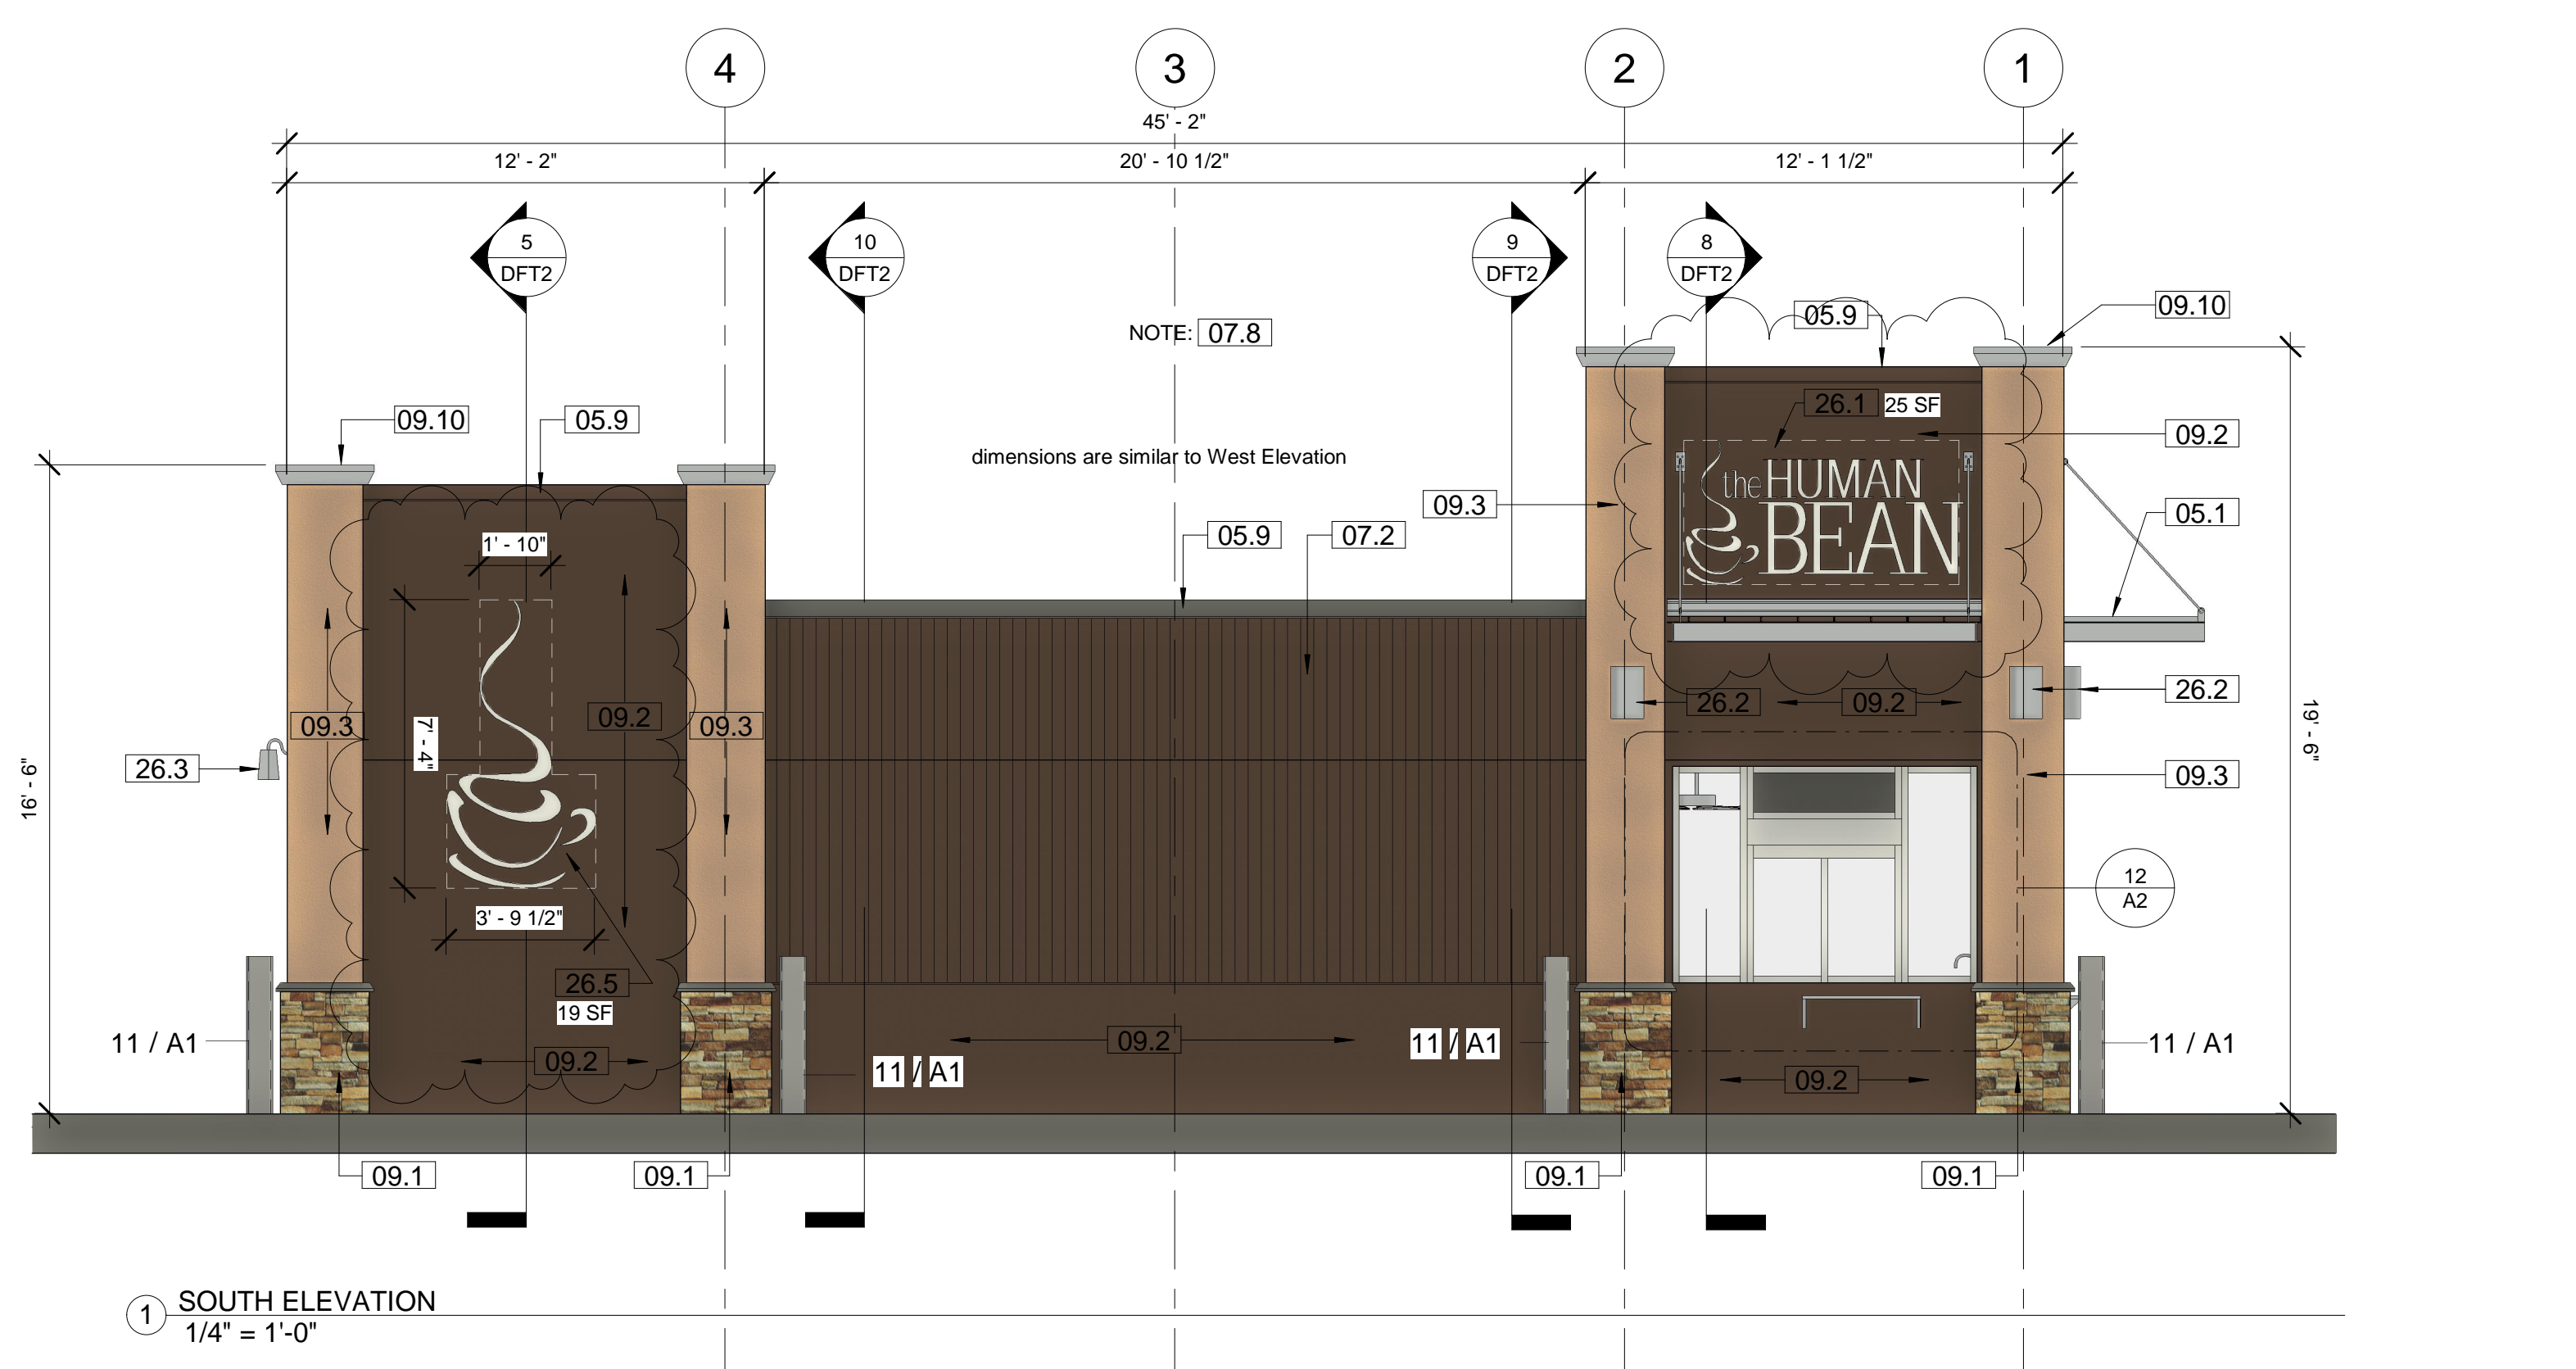 4
3
2
1
45' - 2"
12' - 2"
20' - 10 1/2"
12' - 1 1/2"
5
DFT2
10
DFT2
9
DFT2
8
DFT2
NOTE: 07.8
05.9
09.10
09.10
05.9
26.1 25 SF
09.2
dimensions are similar to West Elevation
the HUMAN
BEAN
09.3
05.1
05.9
07.2
1' - 10"
09.3
09.2
09.3
7' - 4"
26.2
09.2
26.2
26.3
16' - 6"
19' - 6"
09.3
12
A2
3' - 9 1/2"
26.5
19 SF
11 / A1
09.2
11 / A1
09.2
11 / A1
09.2
11 / A1
09.1
09.1
09.1
09.1
1
SOUTH ELEVATION
1/4" = 1'-0"